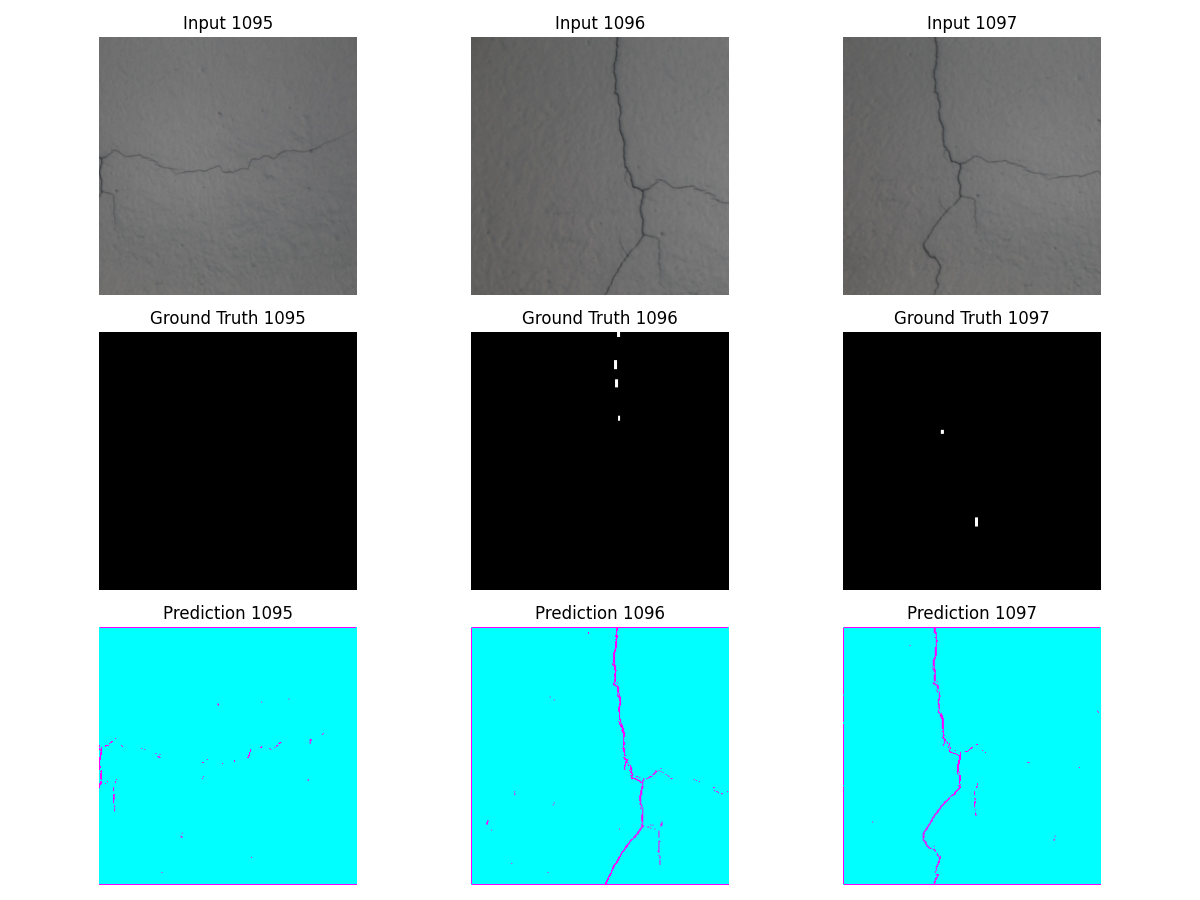 Input 1095
Input 1096
Input 1097
Ground Truth 1095
Ground Truth 1096
Ground Truth 1097
Prediction 1095
Prediction 1096
Prediction 1097